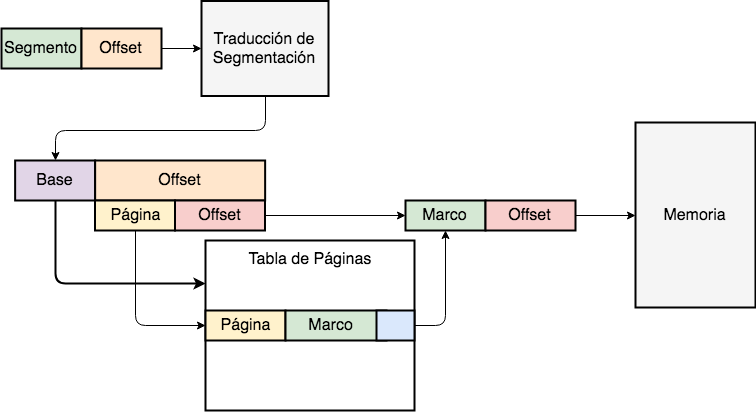 Segmento
Offset
Traducción de
Segmentación
Base
Offset
Página
Offset
Marco
Offset
Memoria
Tabla de Páginas
Página
Marco